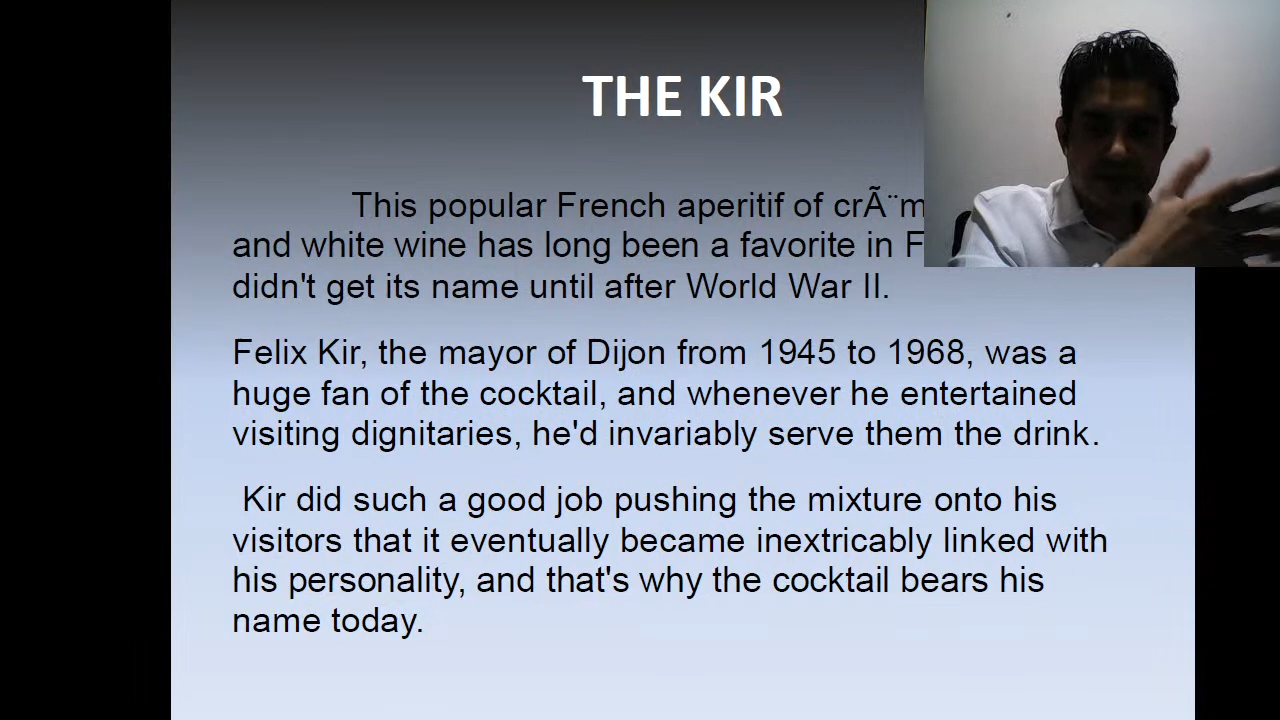 THE KIR
This popular French aperitif of crÃ¨m
and white wine has long been a favorite in F
didn't get its name until after World War II.
Felix Kir, the mayor of Dijon from 1945 to 1968, was a
huge fan of the cocktail, and whenever he entertained
visiting dignitaries, he'd invariably serve them the drink.
Kir did such a good job pushing the mixture onto his
visitors that it eventually became inextricably linked with
his personality, and that's why the cocktail bears his
name today.